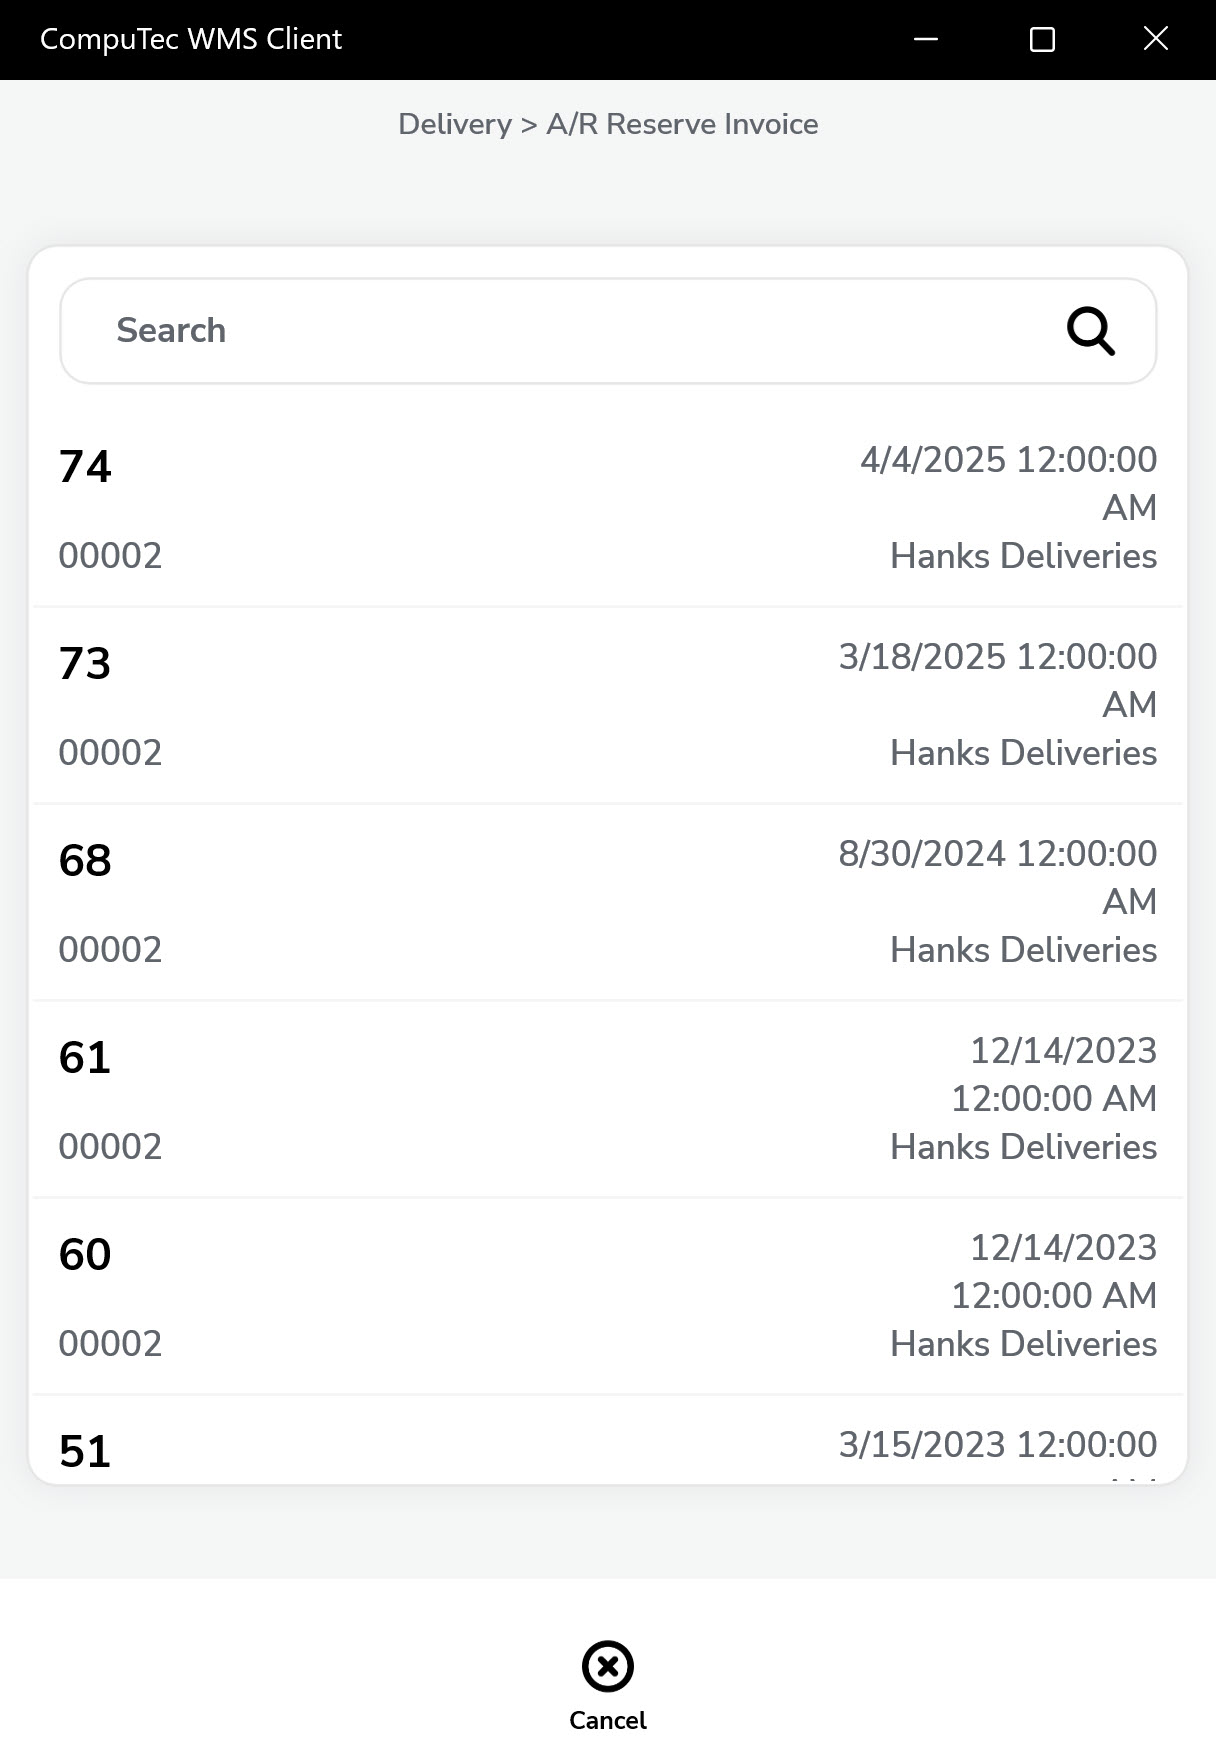 CompuTec WMS Client
Delivery > A/R Reserve Invoice
Search
74
4/4/2025 12:00:00
AM
00002
Hanks Deliveries
73
3/18/2025 12:00:00
AM
00002
Hanks Deliveries
68
8/30/2024 12:00:00
AM
00002
Hanks Deliveries
61
12/14/2023
12:00:00 AM
00002
Hanks Deliveries
60
12/14/2023
12:00:00 AM
00002
Hanks Deliveries
51
3/15/2023 12:00:00
Cancel